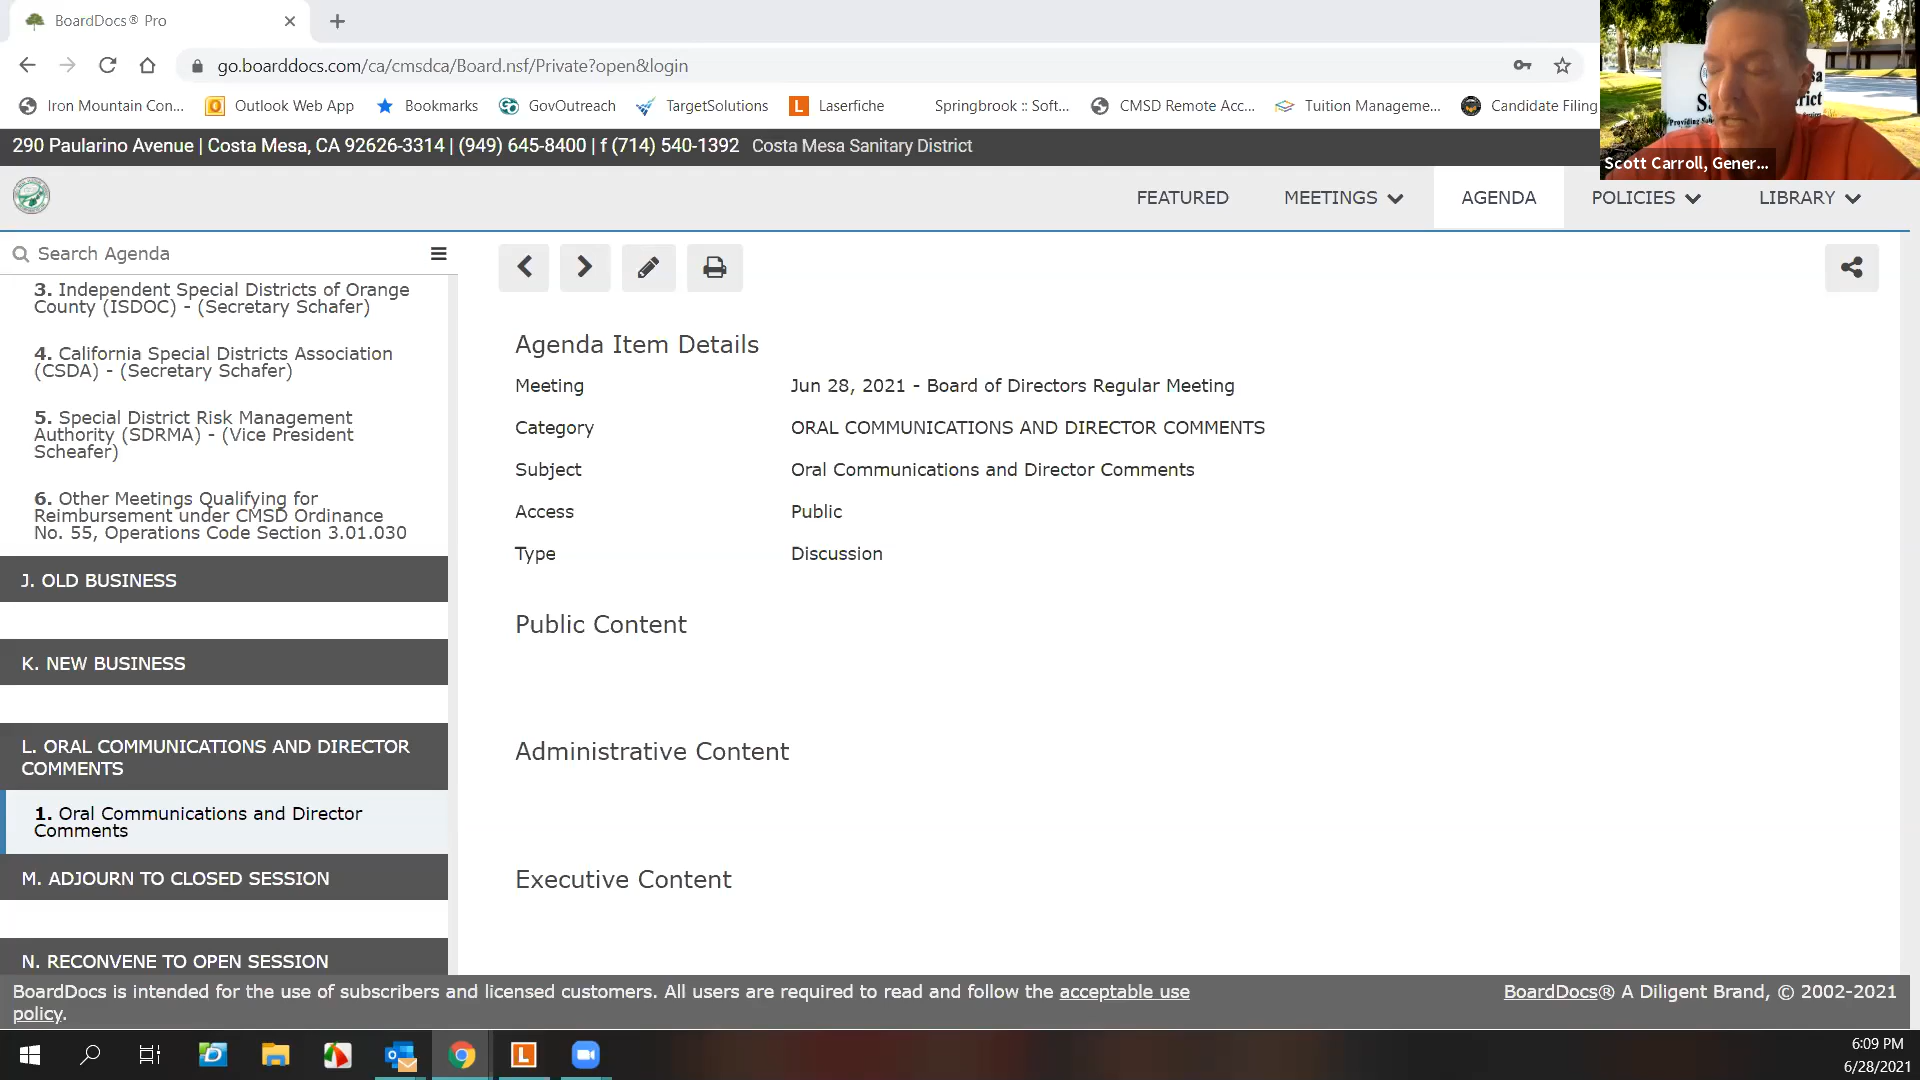 BoardDocs® Pro
go.boarddocs.com/ca/cmsdca/Board.nsf/Private?open&login
Iron Mountain Con...
Outlook Web App
Bookmarks
GovOutreach
TargetSolutions
Laserfiche
Springbrook :: Soft...
CMSD Remote Acc...
Tuition Manageme...
Candidate Filing
Scott Carroll, Gener...
290 Paularino Avenue | Costa Mesa, CA 92626-3314 | (949) 645-8400 | f (714) 540-1392 Costa Mesa Sanitary District
FEATURED
MEETINGS
AGENDA
POLICIES
LIBRARY
Search Agenda
3. Independent Special Districts of Orange
County (ISDOC) - (Secretary Schafer)
4. California Special Districts Association
(CSDA) - (Secretary Schafer)
5. Special District Risk Management
Authority (SDRMA) - (Vice President
Scheafer)
6. Other Meetings Qualifying for
Reimbursement under CMSD Ordinance
No. 55, Operations Code Section 3.01.030
J. OLD BUSINESS
K. NEW BUSINESS
L. ORAL COMMUNICATIONS AND DIRECTOR
COMMENTS
1. Oral Communications and Director
Comments
M. ADJOURN TO CLOSED SESSION
N. RECONVENE TO OPEN SESSION
Agenda Item Details
Meeting Jun 28, 2021 - Board of Directors Regular Meeting
Category ORAL COMMUNICATIONS AND DIRECTOR COMMENTS
Subject Oral Communications and Director Comments
Access Public
Type Discussion
Public Content
Administrative Content
Executive Content
BoardDocs is intended for the use of subscribers and licensed customers. All users are required to read and follow the acceptable use
policy.
BoardDocs® A Diligent Brand, © 2002-2021
6:09 PM
6/28/2021